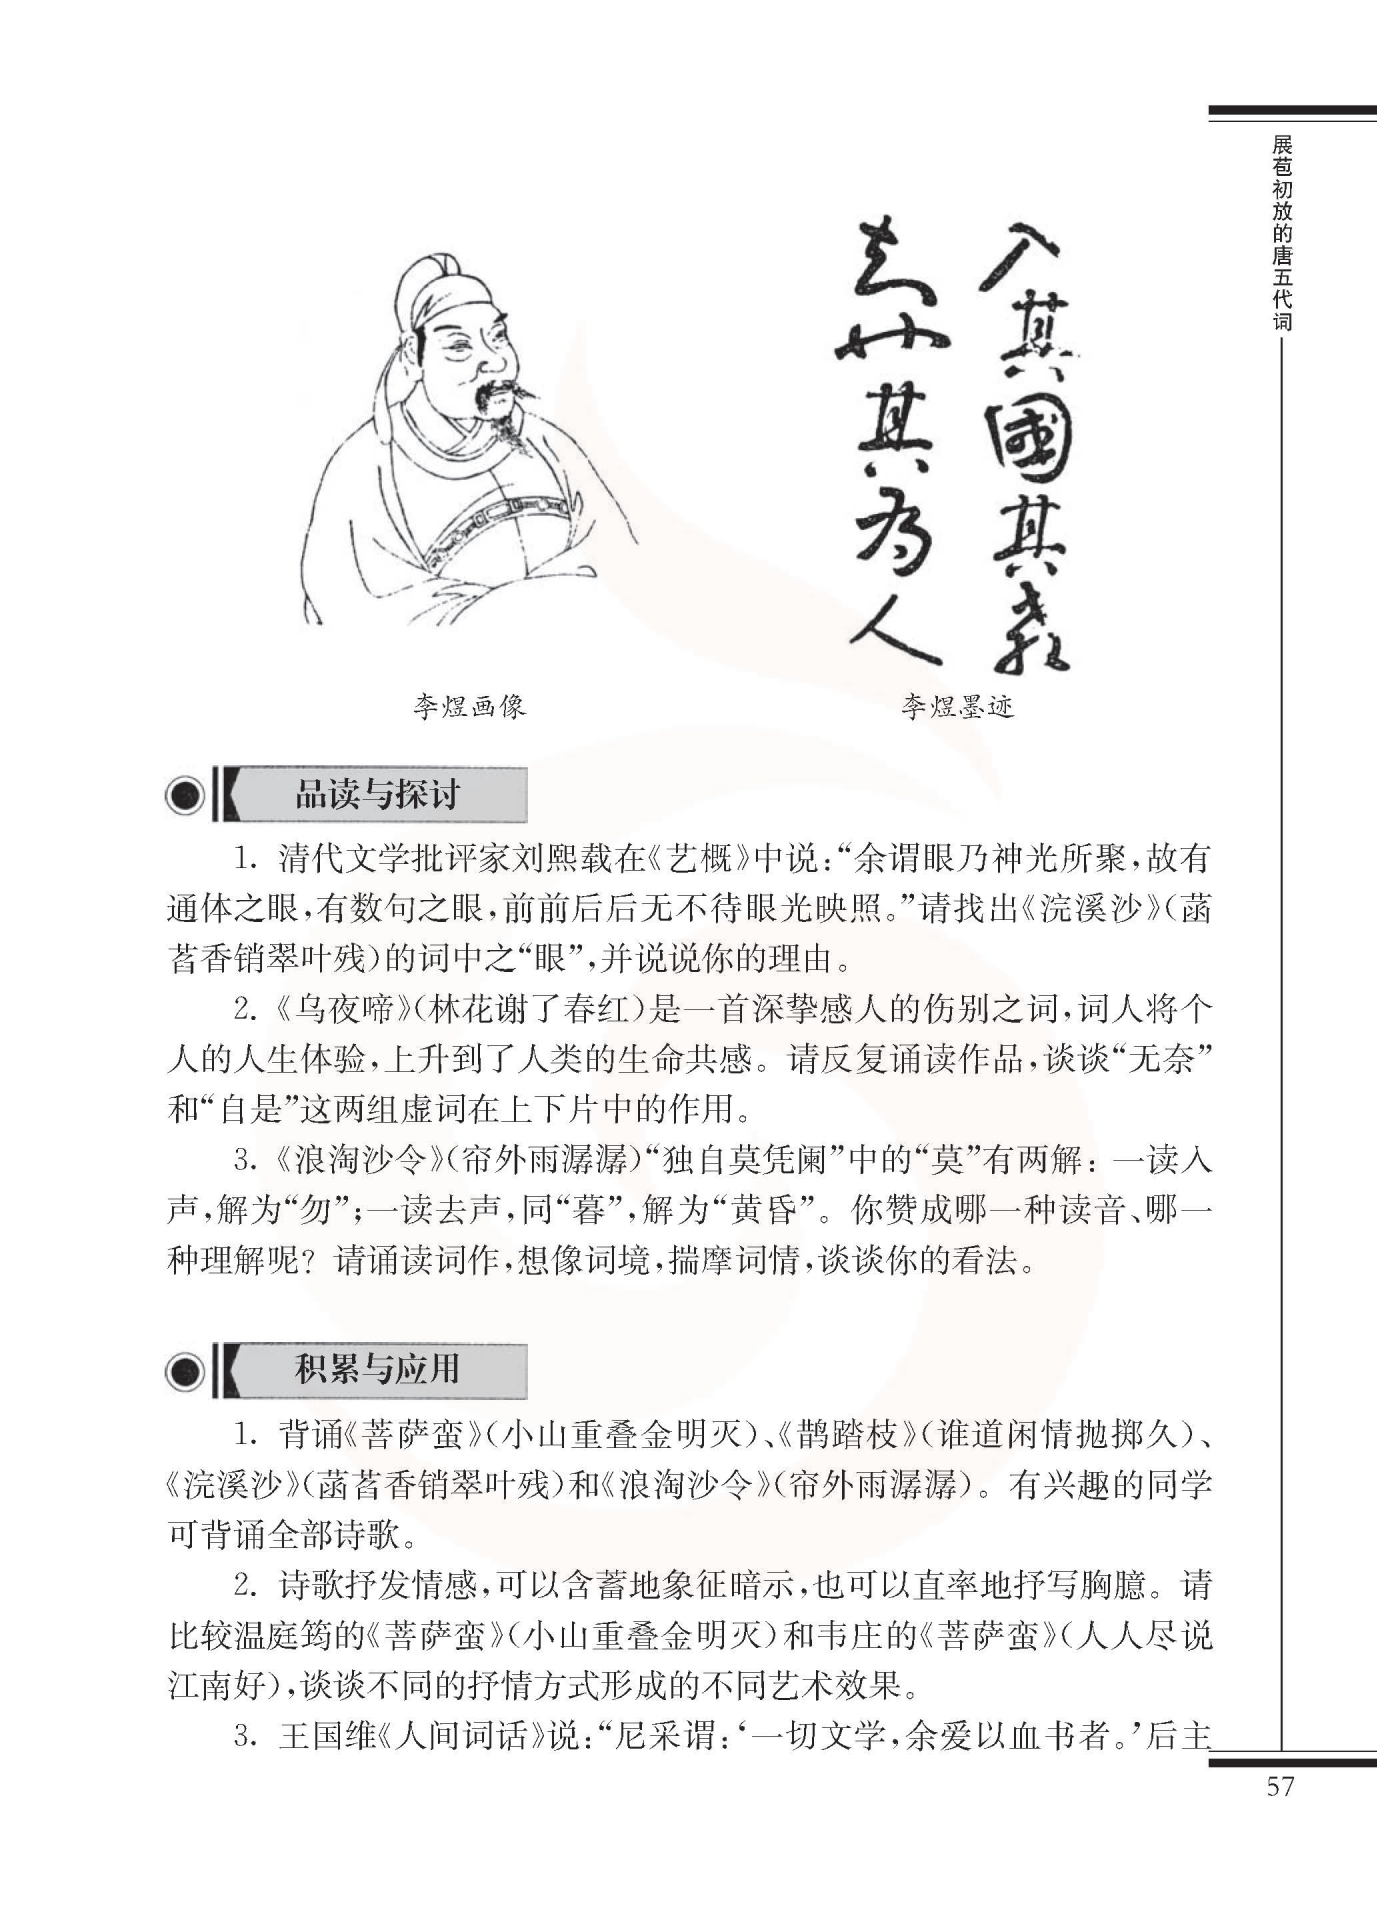 展苞初放的唐五代词
入其國其教
其为人
李煜画像
李煜墨迹
品读与探讨
1. 清代文学批评家刘熙载在《艺概》中说:“余谓眼乃神光所聚,故有
通体之眼,有数句之眼,前前后后无不待眼光映照。”请找出《浣溪沙》(菡
萏香销翠叶残)的词中之“眼”,并说说你的理由。
2.《乌夜啼》(林花谢了春红)是一首深挚感人的伤别之词,词人将个
人的人生体验,上升到了人类的生命共感。请反复诵读作品,谈谈“无奈”
和“自是”这两组虚词在上下片中的作用。
3.《浪淘沙令》(帘外雨潺潺)“独自莫凭阑”中的“莫”有两解: 一读入
声,解为“勿”;一读去声,同“暮”,解为“黄昏”。你赞成哪一种读音、哪一
种理解呢? 请诵读词作,想像词境,揣摩词情,谈谈你的看法。
积累与应用
1. 背诵《菩萨蛮》(小山重叠金明灭)、《鹊踏枝》(谁道闲情抛掷久)、
《浣溪沙》(菡萏香销翠叶残)和《浪淘沙令》(帘外雨潺潺)。有兴趣的同学
可背诵全部诗歌。
2. 诗歌抒发情感,可以含蓄地象征暗示,也可以直率地抒写胸臆。请
比较温庭筠的《菩萨蛮》(小山重叠金明灭)和韦庄的《菩萨蛮》(人人尽说
江南好),谈谈不同的抒情方式形成的不同艺术效果。
3. 王国维《人间词话》说:“尼采谓:‘一切文学,余爱以血书者。’后主
57